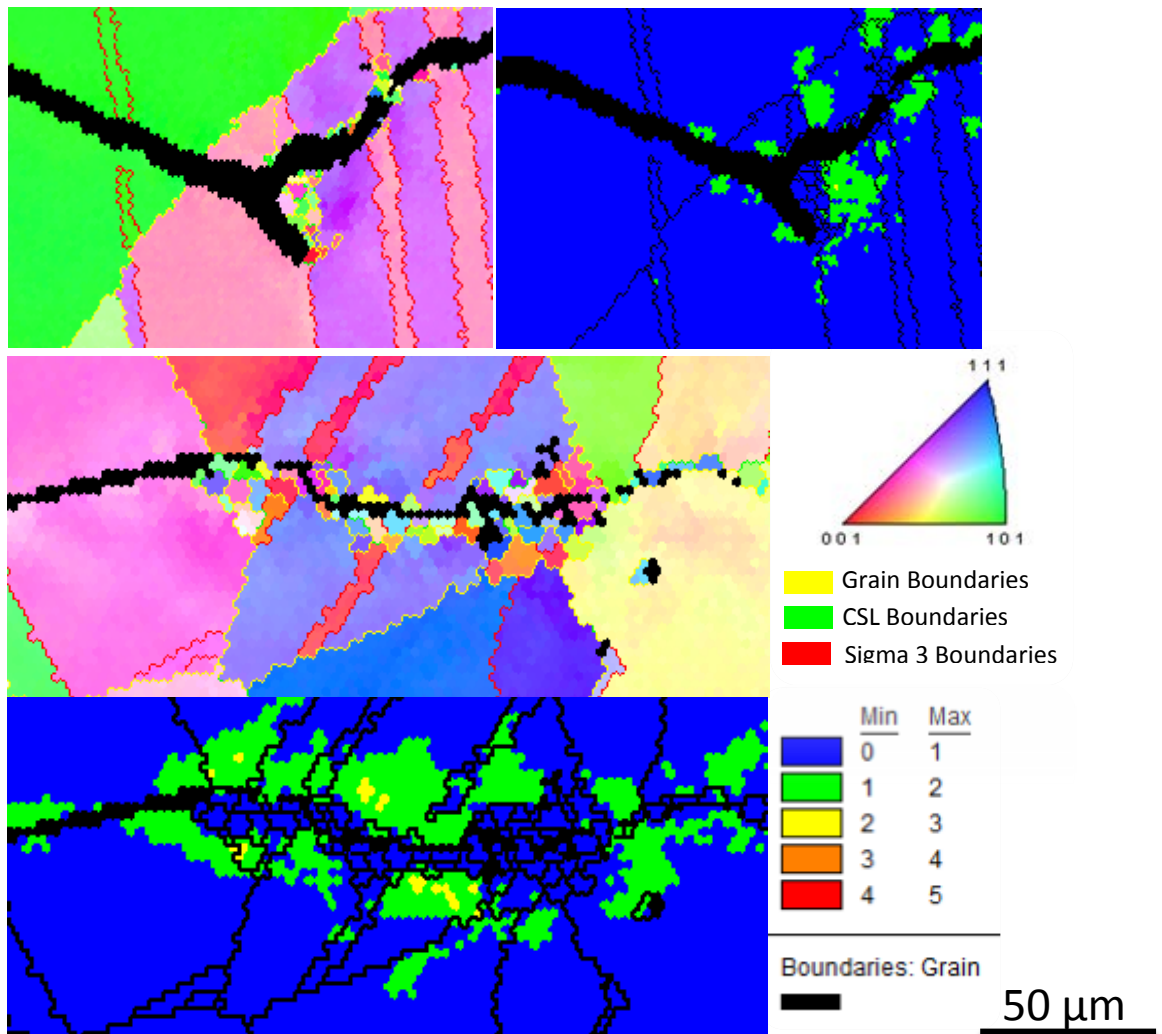 111
001 101
Grain Boundaries
CSL Boundaries
Sigma 3 Boundaries
Min Max
0 1
1 2
2 3
3 4
4 5
Boundaries: Grain
50 μm